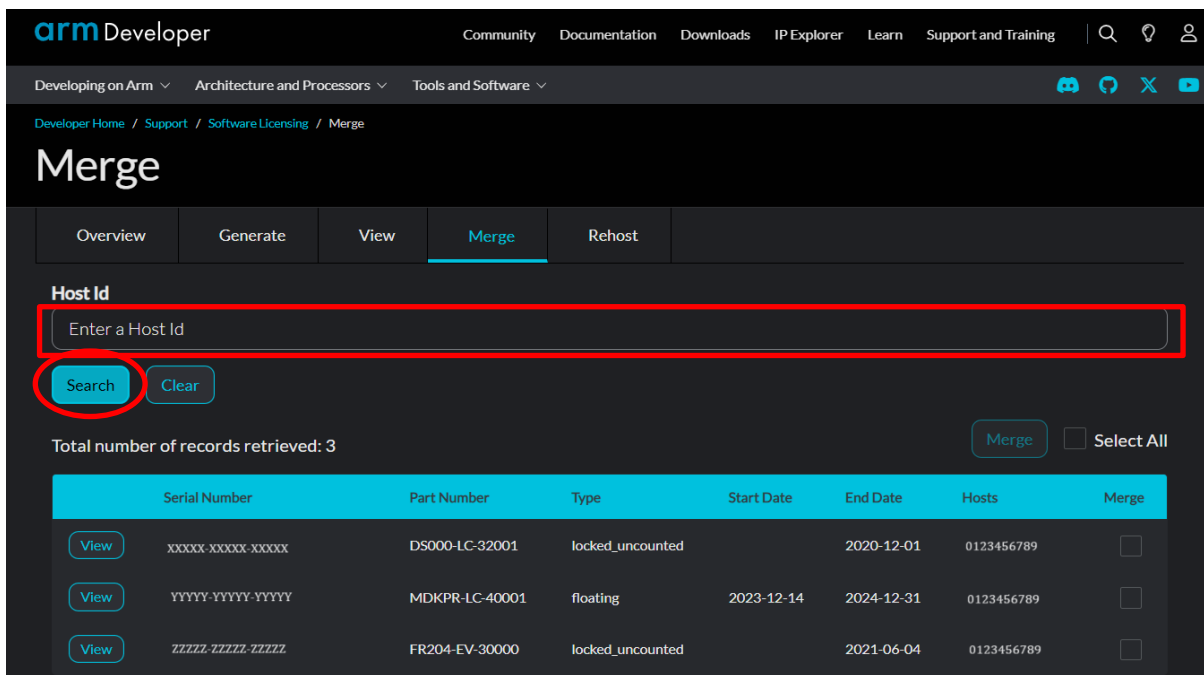 arm Developer
Community Documentation Downloads IP Explorer Learn Support and Training
Developing on Arm Architecture and Processors Tools and Software
Developer Home / Support / Software Licensing / Merge
Merge
Overview Generate View Merge Rehost
Host Id
Enter a Host Id
Search Clear
Total number of records retrieved: 3 Merge Select All
Serial Number Part Number Type Start Date End Date Hosts Merge
View XXXXX-XXXXX-XXXXX DS000-LC-32001 locked_uncounted 2020-12-01 0123456789
View YYYYY-YYYYY-YYYYY MDKPR-LC-40001 floating 2023-12-14 2024-12-31 0123456789
View ZZZZZ-ZZZZZ-ZZZZZ FR204-EV-30000 locked_uncounted 2021-06-04 0123456789